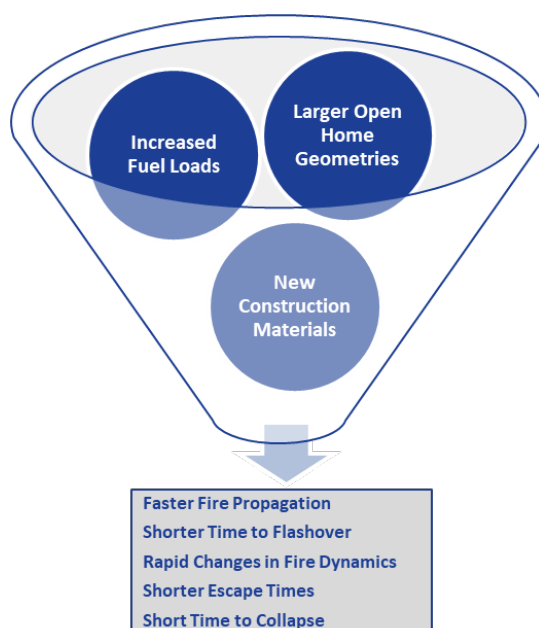 Increased
Fuel Loads
Larger Open
Home
Geometries
New
Construction
Materials
Faster Fire Propagation
Shorter Time to Flashover
Rapid Changes in Fire Dynamics
Shorter Escape Times
Short Time to Collapse